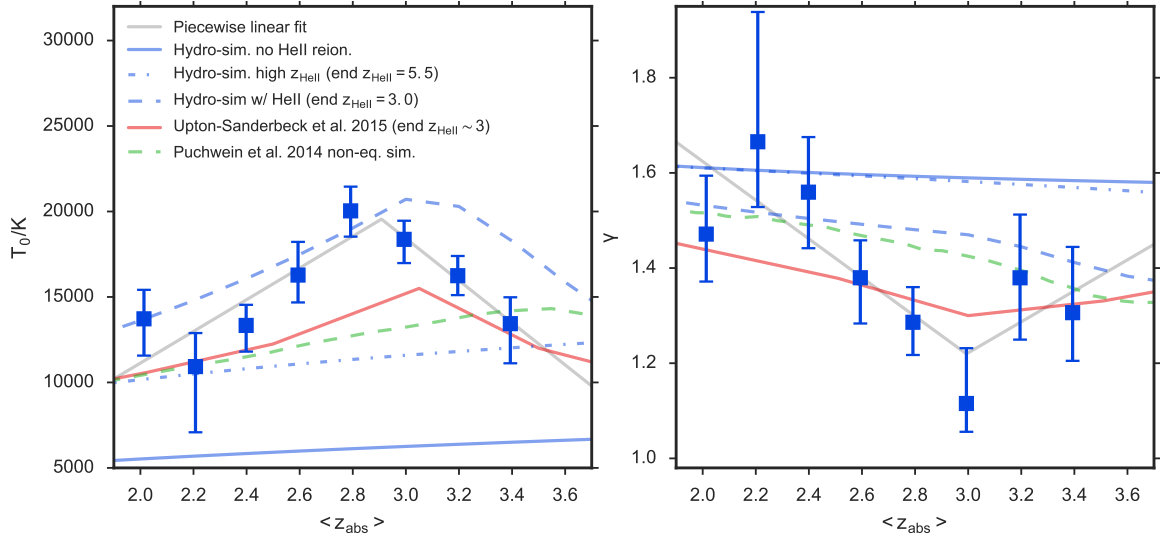 30000
25000
20000
15000
10000
5000
T₀/K
Piecewise linear fit
Hydro-sim. no HeII reion.
Hydro-sim. high z_HeII (end z_HeII = 5.5)
Hydro-sim w/ HeII (end z_HeII = 3.0)
Upton-Sanderbeck et al. 2015 (end z_HeII ∼ 3)
Puchwein et al. 2014 non-eq. sim.
2.0 2.2 2.4 2.6 2.8 3.0 3.2 3.4 3.6
< z_abs >
1.8
1.6
1.4
1.2
1.0
γ
2.0 2.2 2.4 2.6 2.8 3.0 3.2 3.4 3.6
< z_abs >